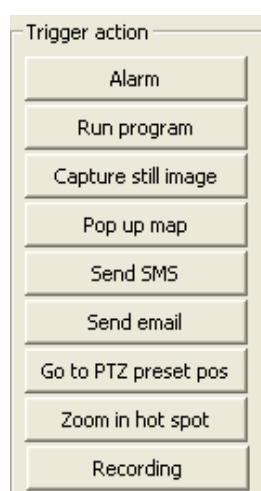 Trigger action
Alarm
Run program
Capture still image
Pop up map
Send SMS
Send email
Go to PTZ preset pos
Zoom in hot spot
Recording